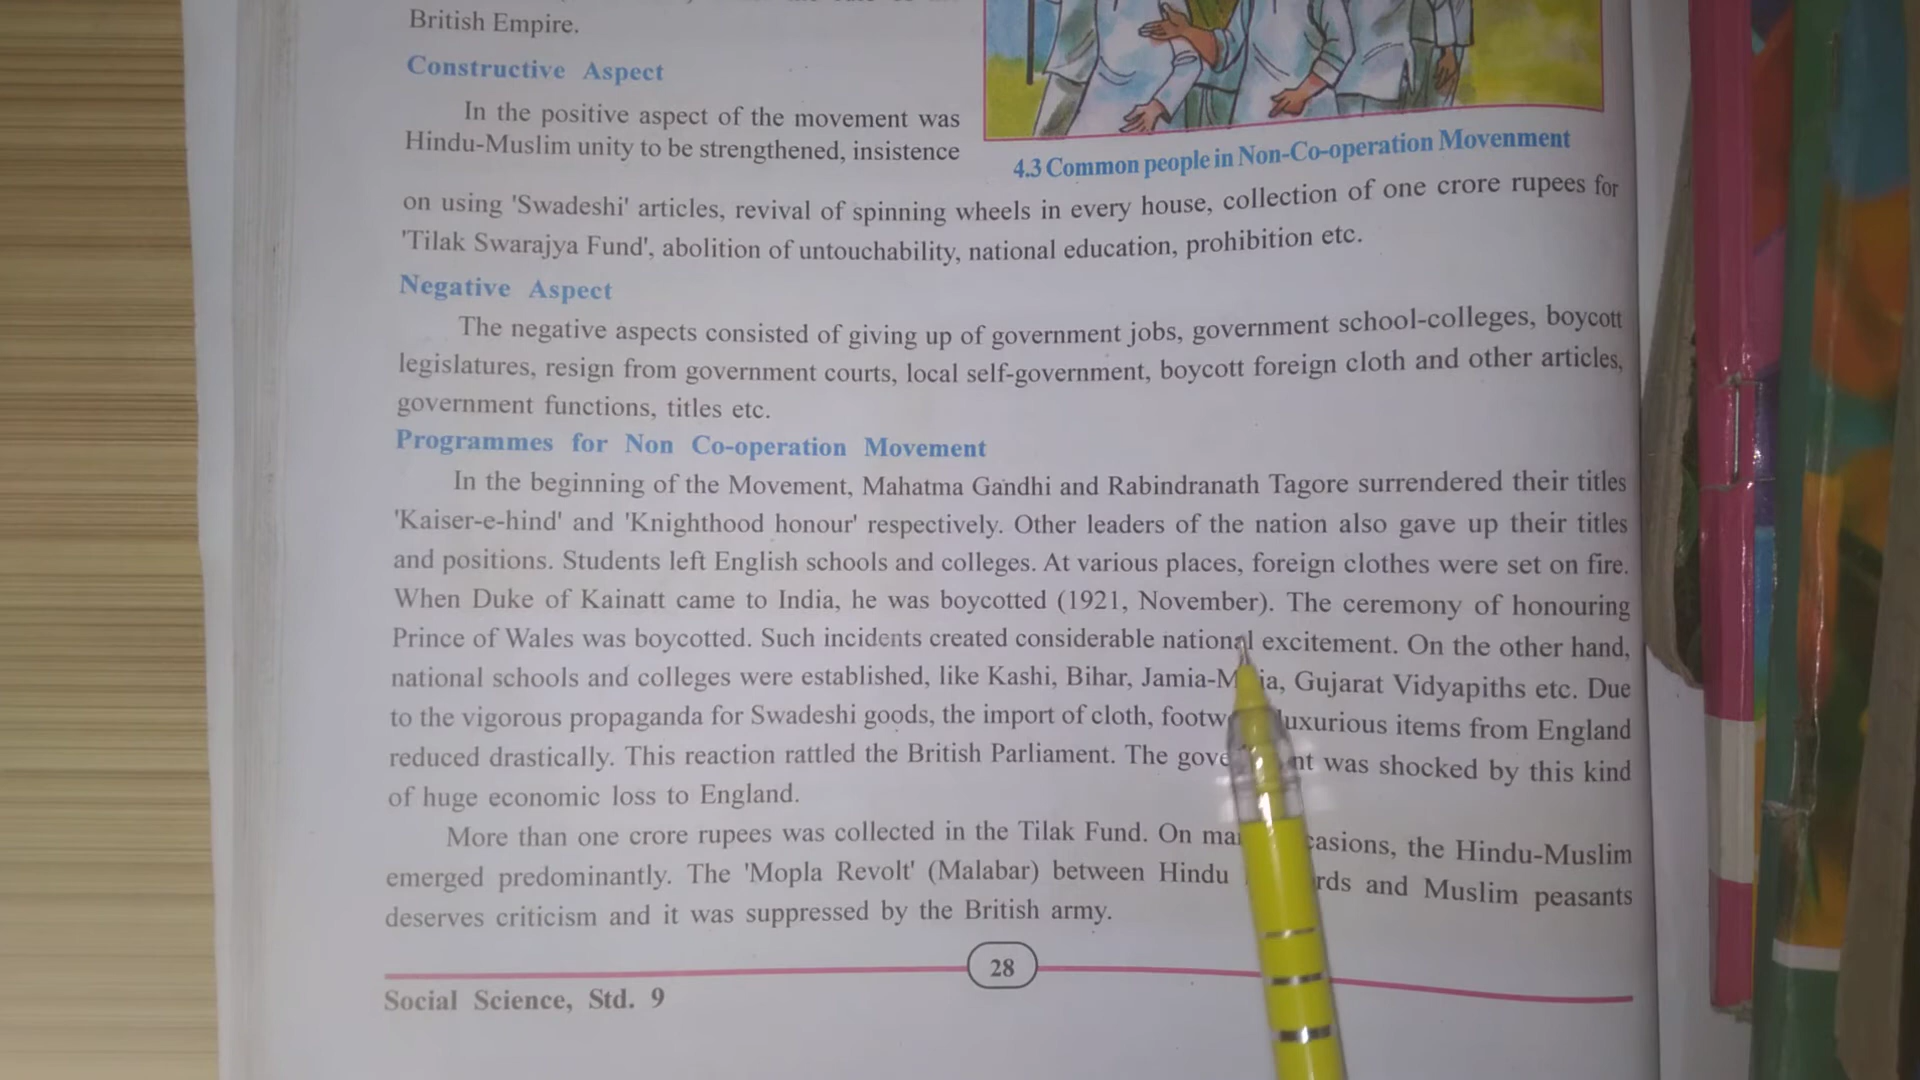 British Empire.
Constructive Aspect
In the positive aspect of the movement was
Hindu-Muslim unity to be strengthened, insistence
4.3 Common people in Non-Co-operation Movenment
on using 'Swadeshi' articles, revival of spinning wheels in every house, collection of one crore rupees for
'Tilak Swarajya Fund', abolition of untouchability, national education, prohibition etc.
Negative Aspect
The negative aspects consisted of giving up of government jobs, government school-colleges, boycott
legislatures, resign from government courts, local self-government, boycott foreign cloth and other articles,
government functions, titles etc.
Programmes for Non Co-operation Movement
In the beginning of the Movement, Mahatma Gandhi and Rabindranath Tagore surrendered their titles
'Kaiser-e-hind' and 'Knighthood honour' respectively. Other leaders of the nation also gave up their titles
and positions. Students left English schools and colleges. At various places, foreign clothes were set on fire.
When Duke of Kainatt came to India, he was boycotted (1921, November). The ceremony of honouring
Prince of Wales was boycotted. Such incidents created considerable national excitement. On the other hand,
national schools and colleges were established, like Kashi, Bihar, Gujarat Vidyapiths etc. Due
to the vigorous propaganda for Swadeshi goods, the import of cloth, luxurious items from England
reduced drastically. This reaction rattled the British Parliament. The was shocked by this kind
of huge economic loss to England.
More than one crore rupees was collected in the Tilak Fund. On the Hindu-Muslim
emerged predominantly. The 'Mopla Revolt' (Malabar) between Hindu and Muslim peasants
deserves criticism and it was suppressed by the British army.
28
Social Science, Std. 9